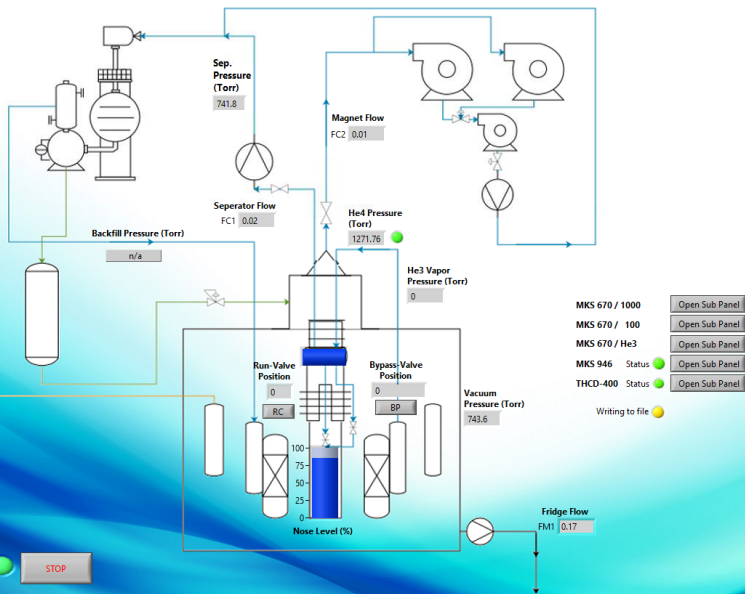 Sep.
Pressure
(Torr)
741.8
Magnet Flow
FC2 0.01
Seperator Flow
FC1 0.02
He4 Pressure
(Torr)
1271.76
Backfill Pressure (Torr)
n/a
He3 Vapor
Pressure (Torr)
0
MKS 670 / 1000 Open Sub Panel
MKS 670 / 100 Open Sub Panel
MKS 670 / He3 Open Sub Panel
MKS 946 Status Open Sub Panel
THCD-400 Status Open Sub Panel
Writing to file
Run-Valve
Position
0
RC
Bypass-Valve
Position
0
BP
Vacuum
Pressure (Torr)
743.6
100
75
50
25
0
Nose Level (%)
Fridge Flow
FM1 0.17
STOP